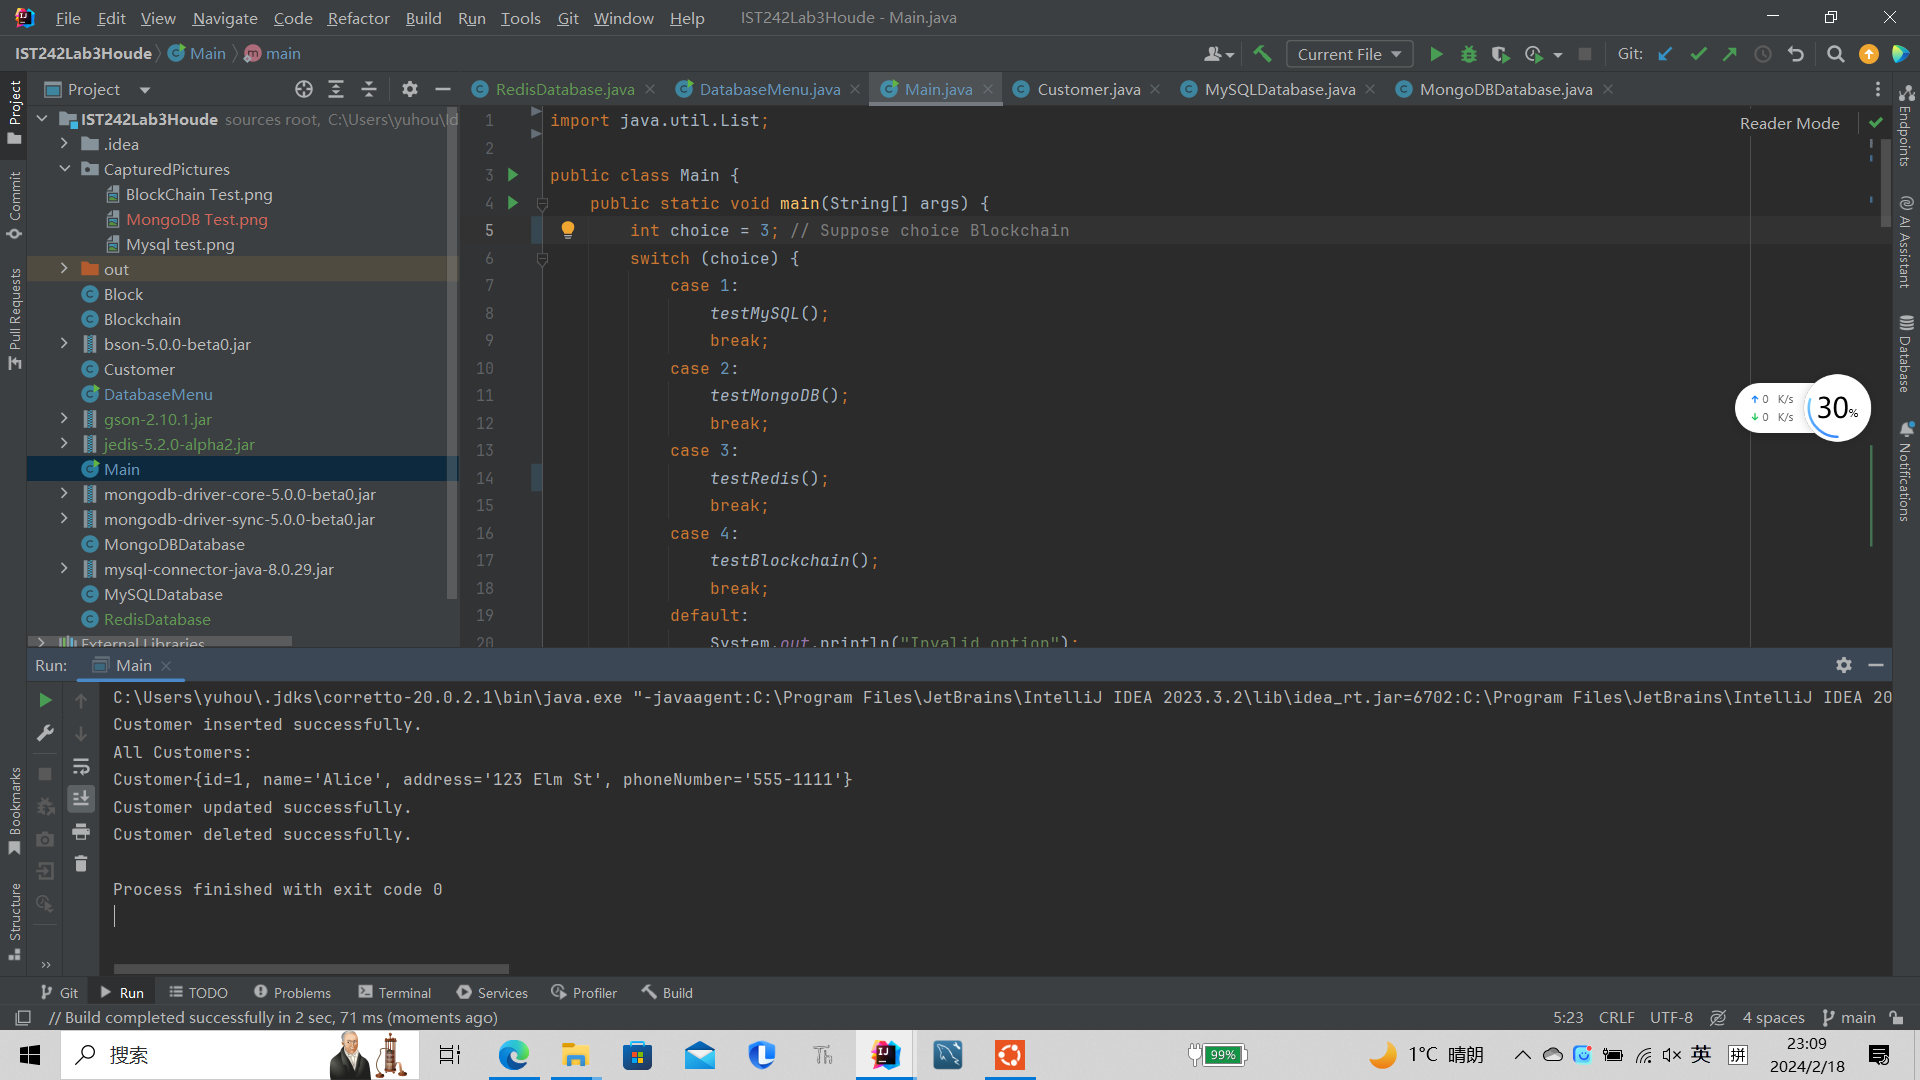 File Edit View Navigate Code Refactor Build Run Tools Git Window Help IST242Lab3Houde - Main.java
IST242Lab3Houde Main main Current File Git:
Project RedisDatabase.java DatabaseMenu.java Main.java Customer.java MySQLDatabase.java MongoDBDatabase.java
Project
Commit
Pull Requests
Bookmarks
Structure
IST242Lab3Houde sources root, C:\Users\yuhou\Id
.idea
CapturedPictures
BlockChain Test.png
MongoDB Test.png
Mysql test.png
out
Block
Blockchain
bson-5.0.0-beta0.jar
Customer
DatabaseMenu
gson-2.10.1.jar
jedis-5.2.0-alpha2.jar
Main
mongodb-driver-core-5.0.0-beta0.jar
mongodb-driver-sync-5.0.0-beta0.jar
MongoDBDatabase
mysql-connector-java-8.0.29.jar
MySQLDatabase
RedisDatabase
External Libraries
Reader Mode
1 import java.util.List;
2
3 public class Main {
4 public static void main(String[] args) {
5 int choice = 3; // Suppose choice Blockchain
6 switch (choice) {
7 case 1:
8 testMySQL();
9 break;
10 case 2:
11 testMongoDB();
12 break;
13 case 3:
14 testRedis();
15 break;
16 case 4:
17 testBlockchain();
18 break;
19 default:
20 System.out.println("Invalid option");
Endpoints
AI Assistant
Database
Notifications
↑ 0 K/s
↓ 0 K/s
30%
Run: Main
C:\Users\yuhou\.jdks\corretto-20.0.2.1\bin\java.exe "-javaagent:C:\Program Files\JetBrains\IntelliJ IDEA 2023.3.2\lib\idea_rt.jar=6702:C:\Program Files\JetBrains\IntelliJ IDEA 20
Customer inserted successfully.
All Customers:
Customer{id=1, name='Alice', address='123 Elm St', phoneNumber='555-1111'}
Customer updated successfully.
Customer deleted successfully.
Process finished with exit code 0
Git Run TODO Problems Terminal Services Profiler Build
// Build completed successfully in 2 sec, 71 ms (moments ago) 5:23 CRLF UTF-8 4 spaces main
搜索 Th 99% 1°C 晴朗 英 拼 23:09
2024/2/18